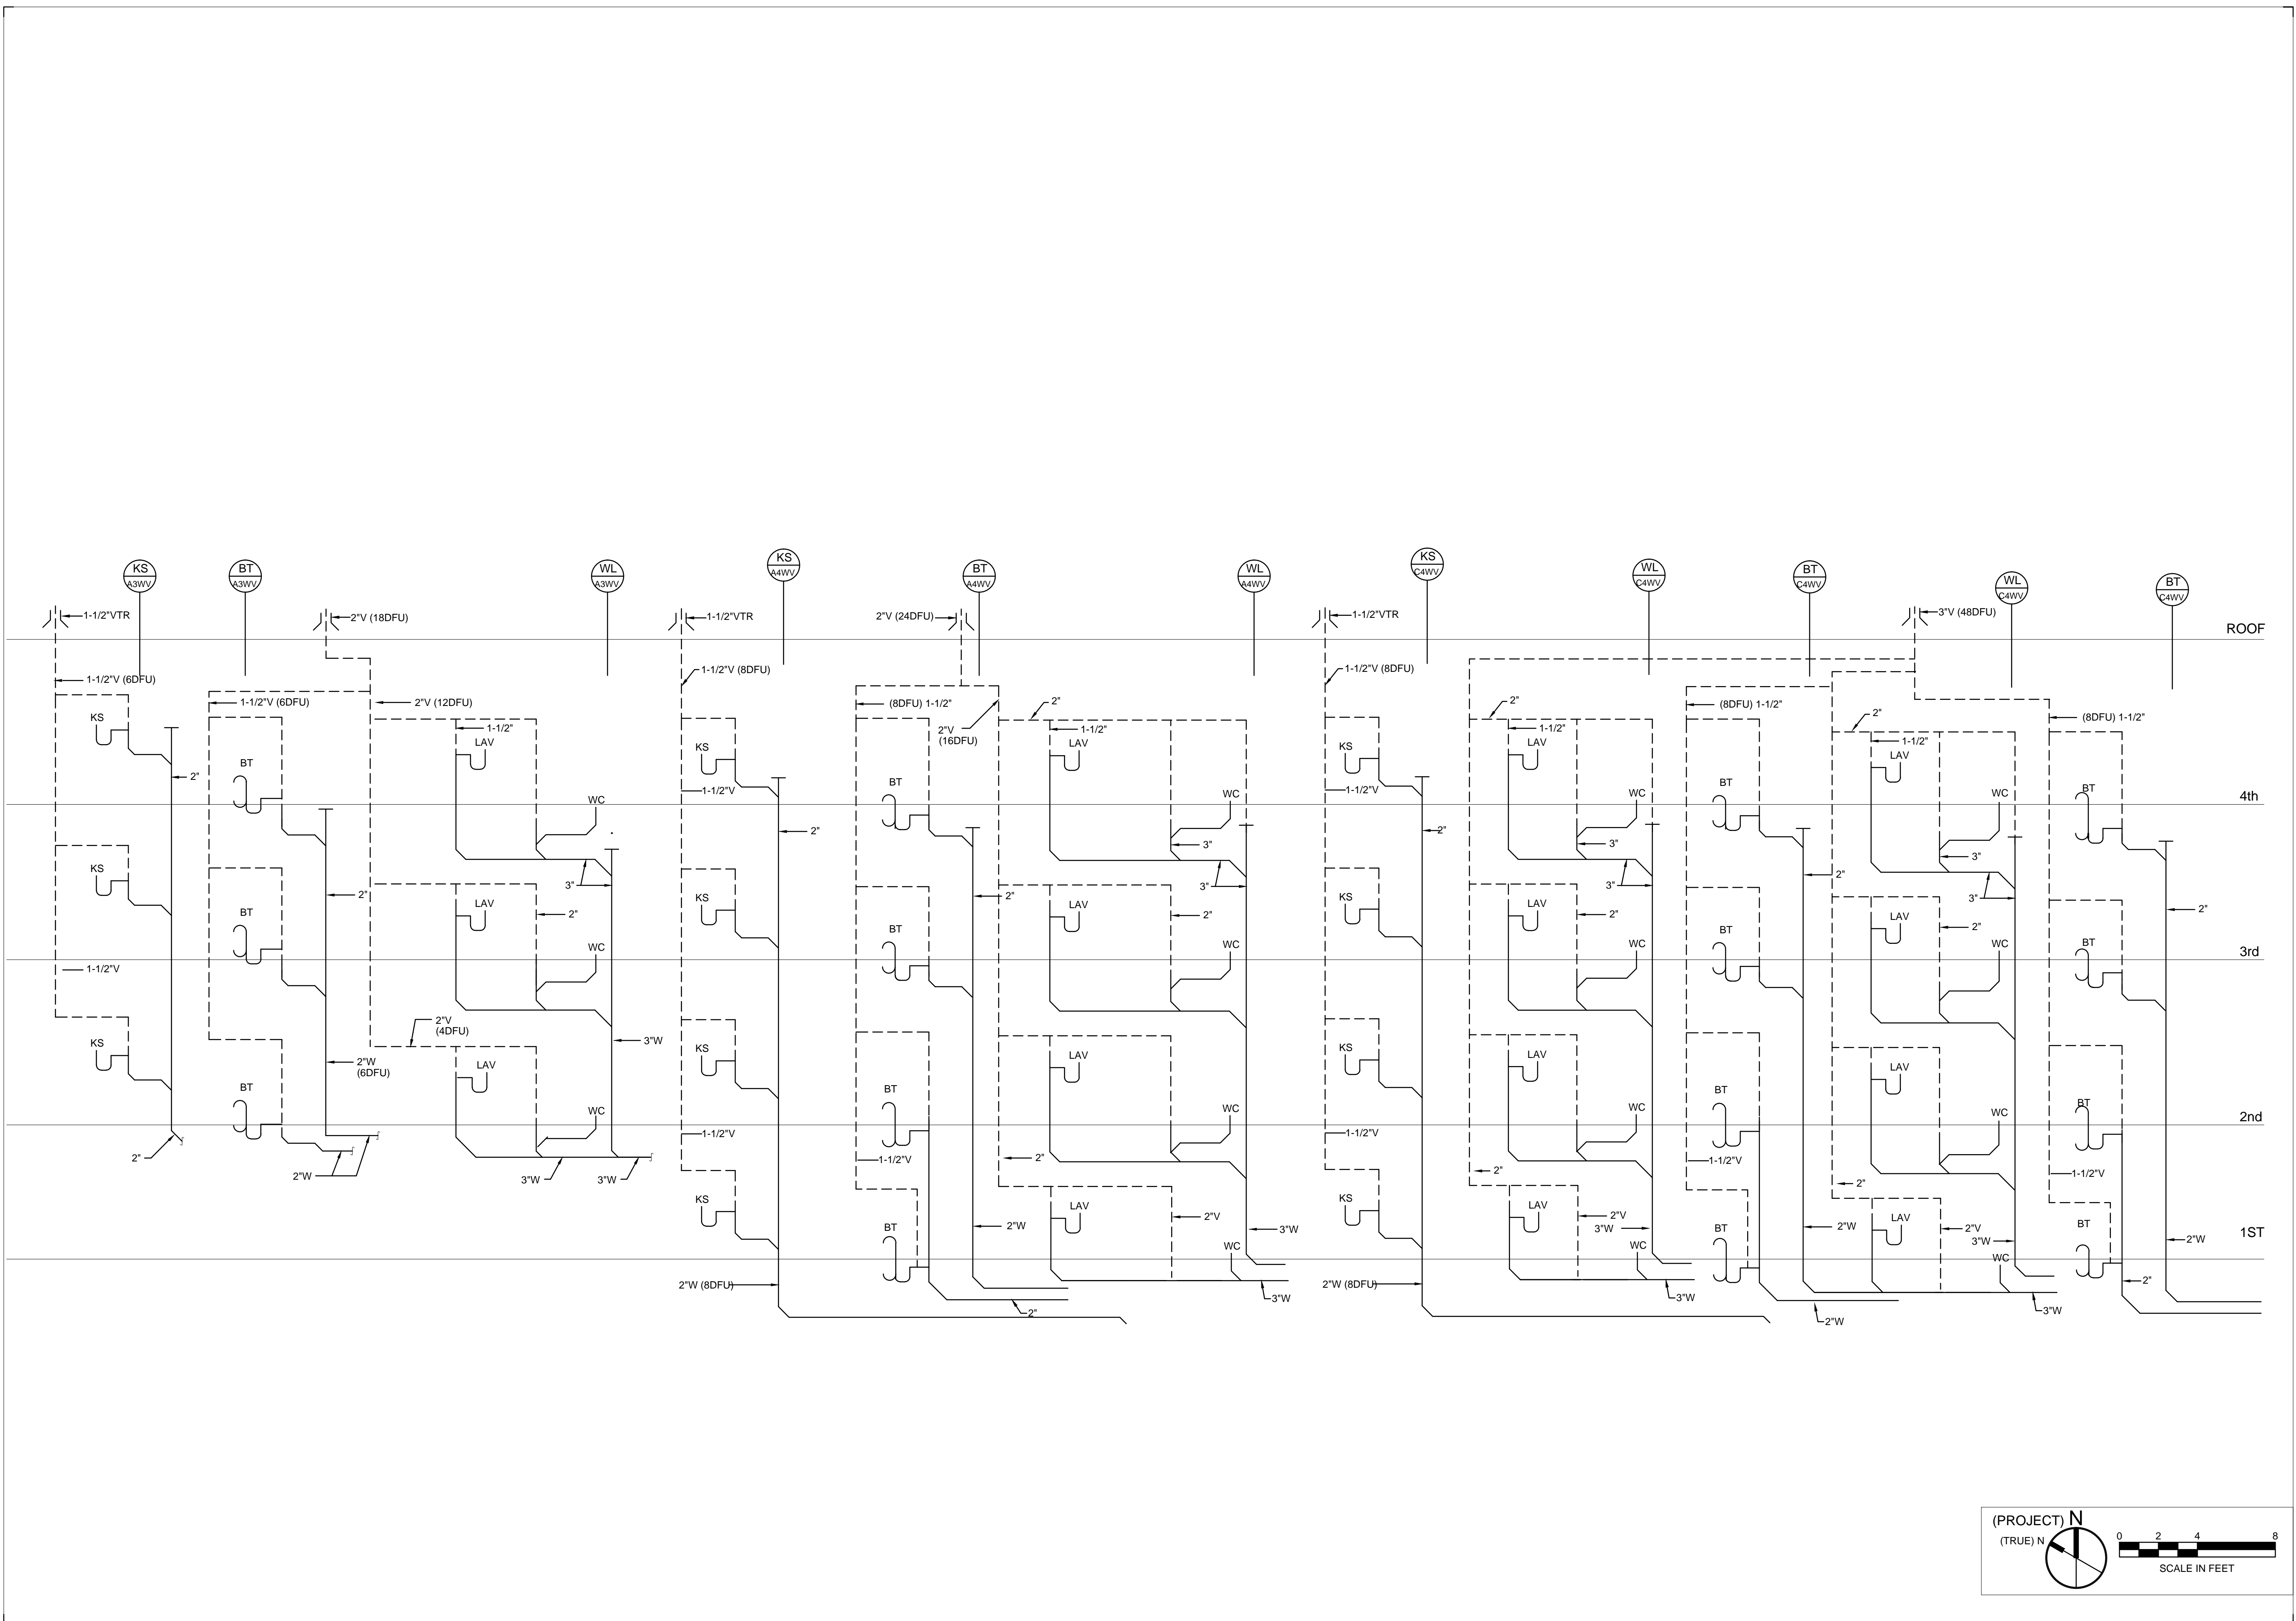 KS
A3WV
BT
A3WV
WL
A3WV
KS
A4WV
BT
A4WV
WL
A4WV
KS
C4WV
WL
C4WV
BT
C4WV
WL
C4WV
BT
C4WV
1-1/2"VTR
2"V (18DFU)
1-1/2"VTR
2"V (24DFU)
1-1/2"VTR
3"V (48DFU)
ROOF
1-1/2"V (6DFU)
1-1/2"V (6DFU)
2"V (12DFU)
1-1/2"V (8DFU)
(8DFU) 1-1/2"
2"V
(16DFU)
2"
1-1/2"V (8DFU)
2"
(8DFU) 1-1/2"
2"
(8DFU) 1-1/2"
KS
1-1/2"
LAV
KS
1-1/2"
LAV
KS
1-1/2"
LAV
1-1/2"
LAV
2"
BT
WC
1-1/2"V
BT
WC
1-1/2"V
WC
BT
WC
BT
4th
2"
3"
2"
3"
2"
3"
KS
3"
2"
2"
3"
3"
2"
3"
2"
KS
LAV
KS
LAV
KS
LAV
LAV
BT
2"
BT
2"
2"
BT
2"
BT
2"
WC
WC
WC
WC
3rd
1-1/2"V
2"V
(4DFU)
KS
3"W
KS
KS
LAV
2"W
(6DFU)
LAV
LAV
LAV
BT
BT
BT
BT
WC
WC
WC
WC
2nd
2"
2"W
3"W
3"W
1-1/2"V
1-1/2"V
2"
1-1/2"V
2"
1-1/2"V
2"
1-1/2"V
KS
LAV
2"V
KS
LAV
2"V
LAV
2"V
BT
2"W
3"W
3"W
BT
2"W
3"W
BT
2"W
1ST
WC
WC
WC
2"W (8DFU)
2"
3"W
2"W (8DFU)
3"W
2"W
3"W
2"
(PROJECT) N
(TRUE) N
0 2 4 8
SCALE IN FEET